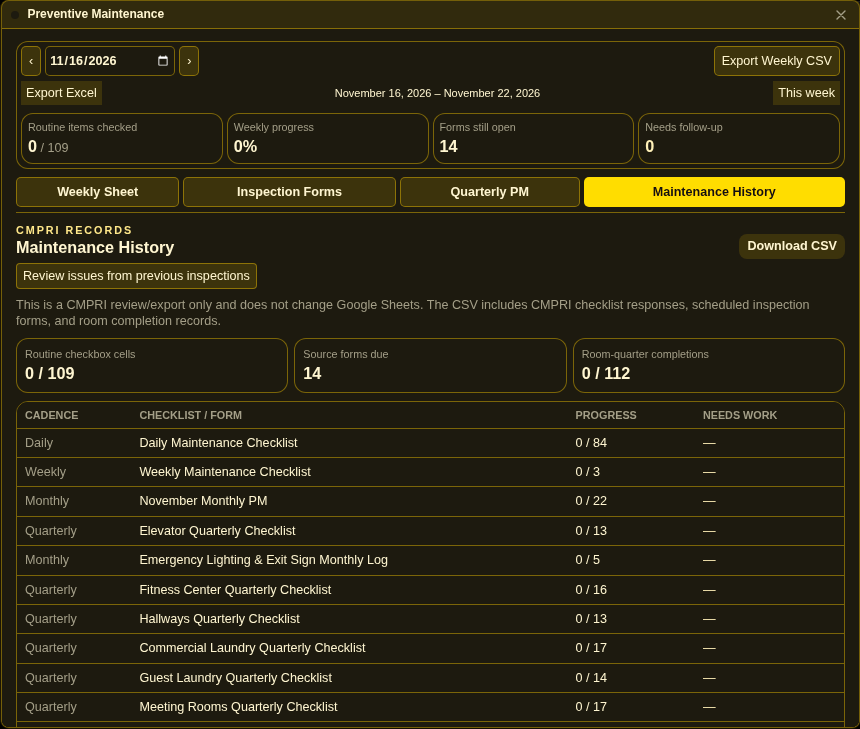 Preventive Maintenance
‹ 11/16/2026 › Export Weekly CSV
Export Excel November 16, 2026 – November 22, 2026 This week
Routine items checked Weekly progress Forms still open Needs follow-up
0 / 109 0% 14 0
Weekly Sheet Inspection Forms Quarterly PM Maintenance History
CMPRI RECORDS
Maintenance History
Download CSV
Review issues from previous inspections
This is a CMPRI review/export only and does not change Google Sheets. The CSV includes CMPRI checklist responses, scheduled inspection
forms, and room completion records.
Routine checkbox cells Source forms due Room-quarter completions
0 / 109 14 0 / 112
CADENCE CHECKLIST / FORM PROGRESS NEEDS WORK
Daily Daily Maintenance Checklist 0 / 84 —
Weekly Weekly Maintenance Checklist 0 / 3 —
Monthly November Monthly PM 0 / 22 —
Quarterly Elevator Quarterly Checklist 0 / 13 —
Monthly Emergency Lighting & Exit Sign Monthly Log 0 / 5 —
Quarterly Fitness Center Quarterly Checklist 0 / 16 —
Quarterly Hallways Quarterly Checklist 0 / 13 —
Quarterly Commercial Laundry Quarterly Checklist 0 / 17 —
Quarterly Guest Laundry Quarterly Checklist 0 / 14 —
Quarterly Meeting Rooms Quarterly Checklist 0 / 17 —